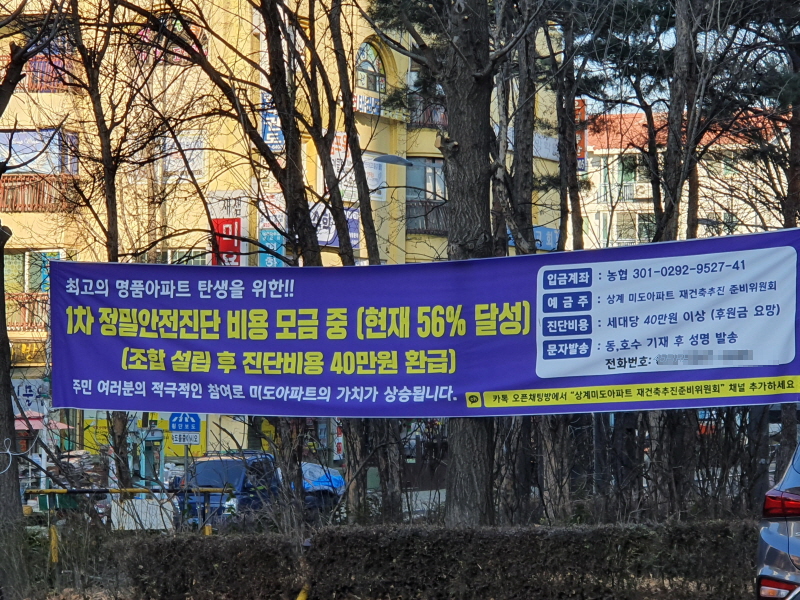 최고의 명품아파트 탄생을 위한!!
1차 정밀안전진단 비용 모금 중 (현재 56% 달성)
(조합 설립 후 진단비용 40만원 환급)
주민 여러분의 적극적인 참여로 미도아파트의 가치가 상승됩니다.
입금계좌 : 농협 301-0292-9527-41
예 금 주 : 상계 미도아파트 재건축추진 준비위원회
진단비용 : 세대당 40만원 이상 (후원금 요망)
문자발송 : 동,호수 기재 후 성명 발송
전화번호:
카톡 오픈채팅방에서 "상계미도아파트 재건축추진준비위원회" 채널 추가하세요